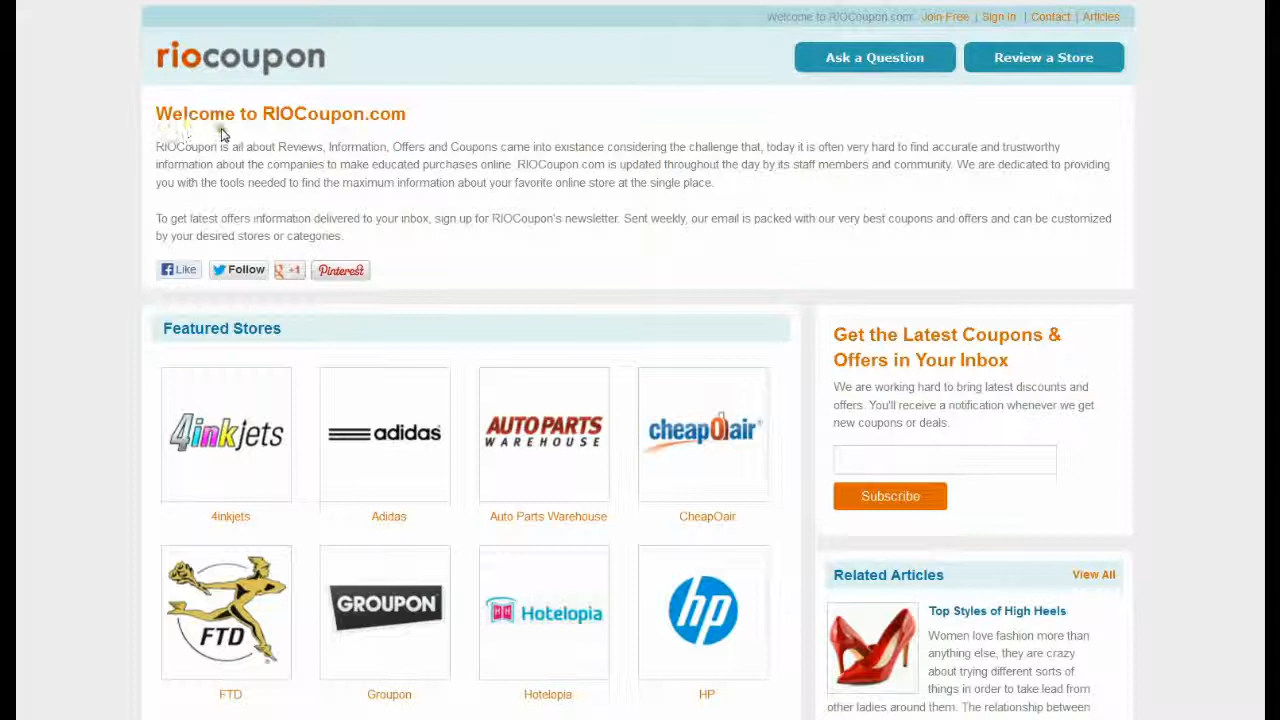 Welcome to RIOCoupon.com Join Free | Sign In | Contact | Articles
riocoupon
Ask a Question
Review a Store
Welcome to RIOCoupon.com
RIOCoupon is all about Reviews, Information, Offers and Coupons came into existance considering the challenge that, today it is often very hard to find accurate and trustworthy
information about the companies to make educated purchases online. RIOCoupon.com is updated throughout the day by its staff members and community. We are dedicated to providing
you with the tools needed to find the maximum information about your favorite online store at the single place.
To get latest offers information delivered to your inbox, sign up for RIOCoupon's newsletter. Sent weekly, our email is packed with our very best coupons and offers and can be customized
by your desired stores or categories.
Like
Follow
+1
Pinterest
Featured Stores
4inkjets
adidas
AUTO PARTS
WAREHOUSE
cheapOair
4inkjets
Adidas
Auto Parts Warehouse
CheapOair
FTD
GROUPON
Hotelopia
hp
FTD
Groupon
Hotelopia
HP
Get the Latest Coupons &
Offers in Your Inbox
We are working hard to bring latest discounts and
offers. You'll receive a notification whenever we get
new coupons or deals.
Subscribe
Related Articles
View All
Top Styles of High Heels
Women love fashion more than
anything else, they are crazy
about trying different sorts of
things in order to take lead from
other ladies around them. The relationship between